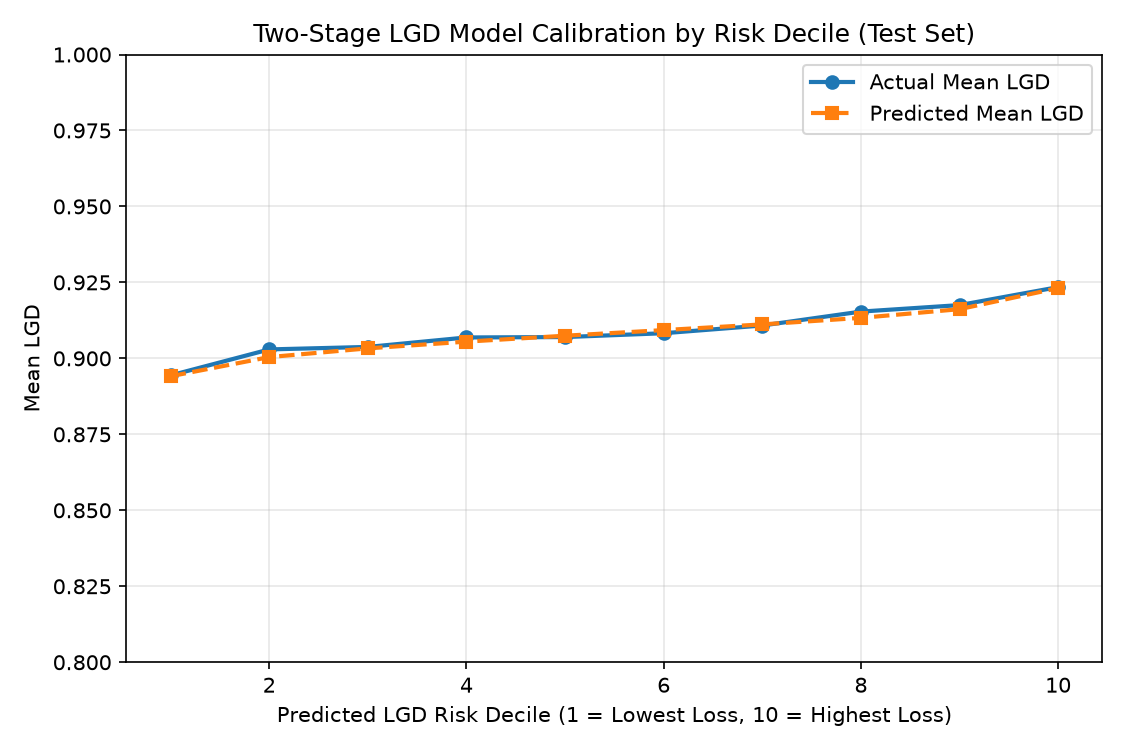 Two-Stage LGD Model Calibration by Risk Decile (Test Set)
1.000
0.975
0.950
0.925
0.900
0.875
0.850
0.825
0.800
Mean LGD
Actual Mean LGD
Predicted Mean LGD
2 4 6 8 10
Predicted LGD Risk Decile (1 = Lowest Loss, 10 = Highest Loss)